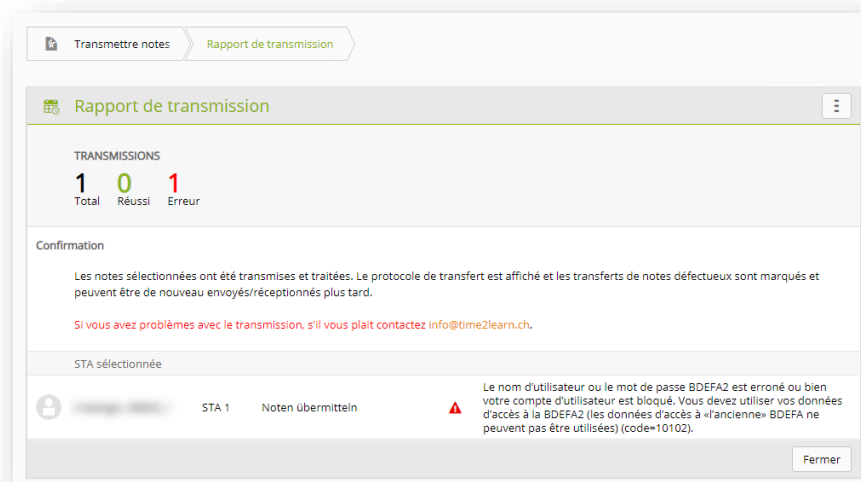 Transmettre notes
Rapport de transmission
Rapport de transmission
TRANSMISSIONS
1 0 1
Total Réussi Erreur
Confirmation
Les notes sélectionnées ont été transmises et traitées. Le protocole de transfert est affiché et les transferts de notes défectueux sont marqués et
peuvent être de nouveau envoyés/réceptionnés plus tard.
Si vous avez problèmes avec le transmission, s'il vous plait contactez info@time2learn.ch.
STA sélectionnée
STA 1 Noten übermitteln
Le nom d'utilisateur ou le mot de passe BDEFA2 est erroné ou bien
votre compte d'utilisateur est bloqué. Vous devez utiliser vos données
d'accès à la BDEFA2 (les données d'accès à «l'ancienne» BDEFA ne
peuvent pas être utilisées) (code=10102).
Fermer